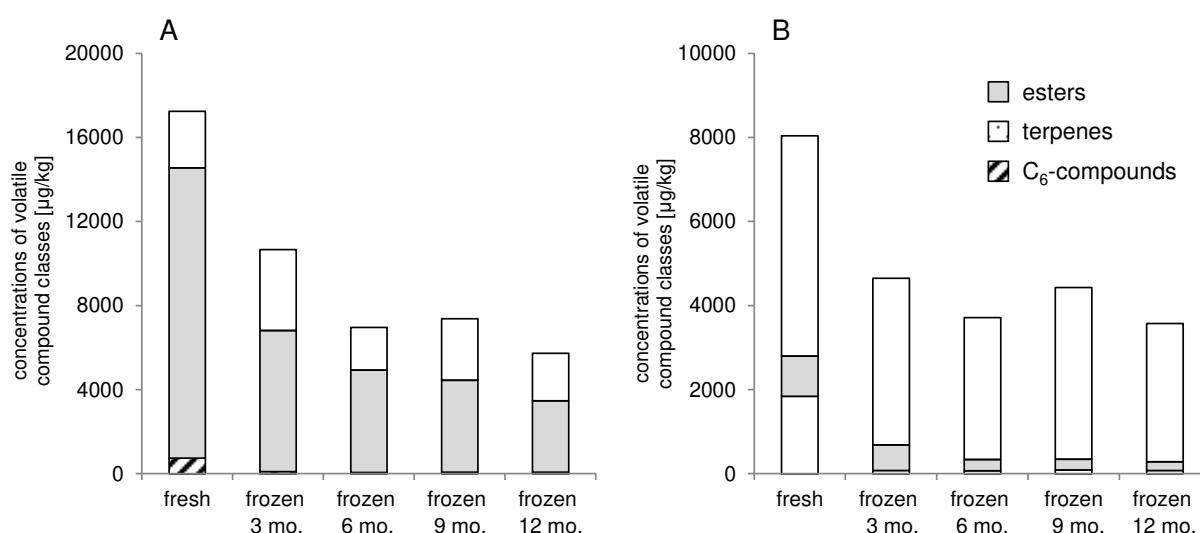 A
concentrations of volatile
compound classes [µg/kg]
20000
16000
12000
8000
4000
0
fresh
frozen
3 mo.
frozen
6 mo.
frozen
9 mo.
frozen
12 mo.
B
concentrations of volatile
compound classes [µg/kg]
10000
8000
6000
4000
2000
0
esters
terpenes
C₆-compounds
fresh
frozen
3 mo.
frozen
6 mo.
frozen
9 mo.
frozen
12 mo.